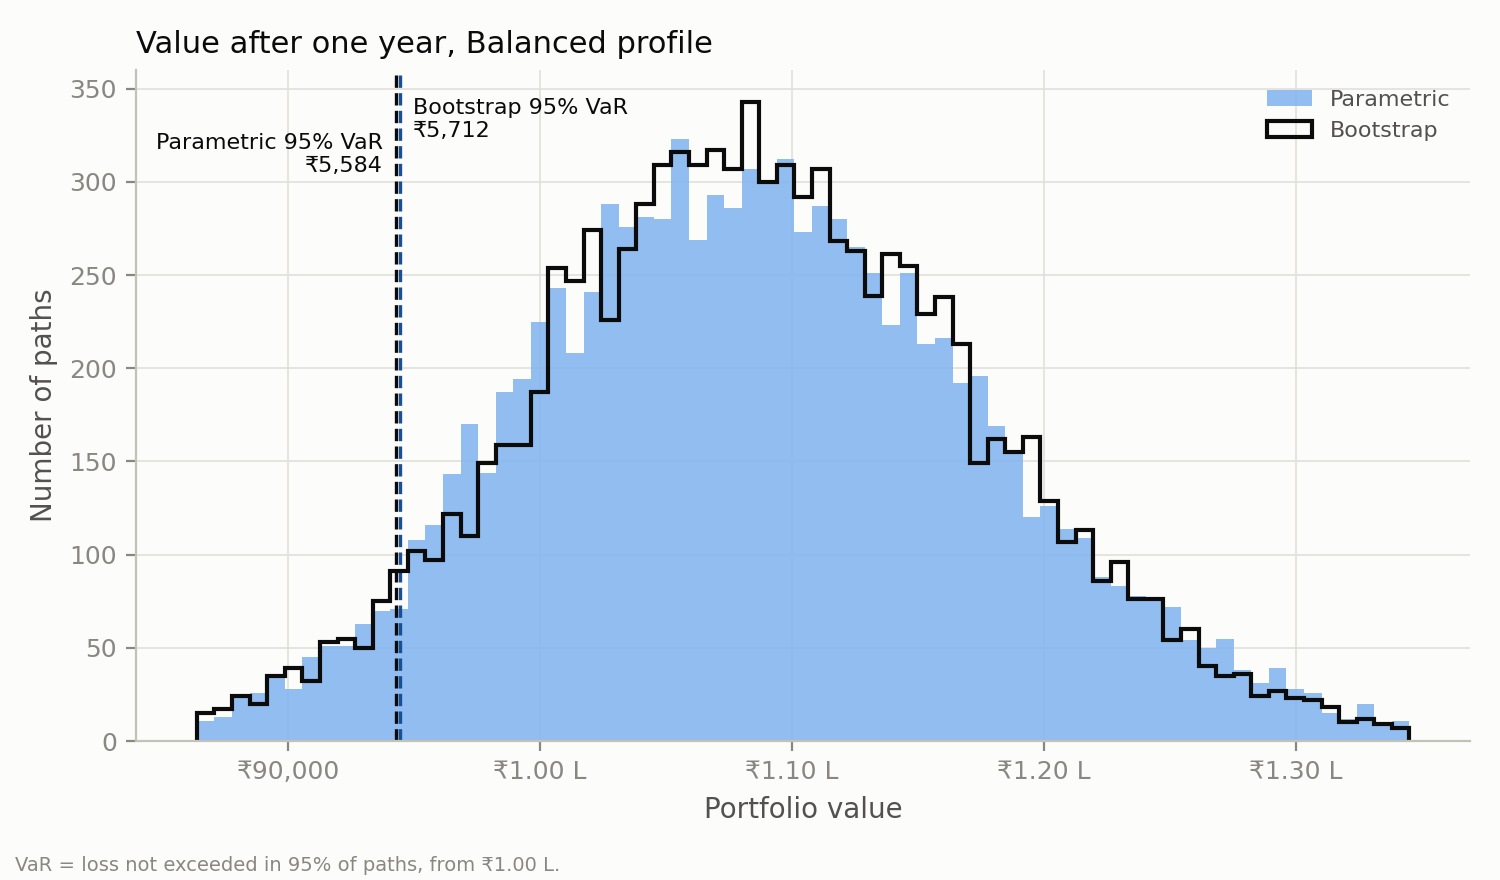 Value after one year, Balanced profile
350
300
250
200
150
100
50
0
Number of paths
Parametric 95% VaR
₹5,584
Bootstrap 95% VaR
₹5,712
Parametric
Bootstrap
₹90,000
₹1.00 L
₹1.10 L
₹1.20 L
₹1.30 L
Portfolio value
VaR = loss not exceeded in 95% of paths, from ₹1.00 L.